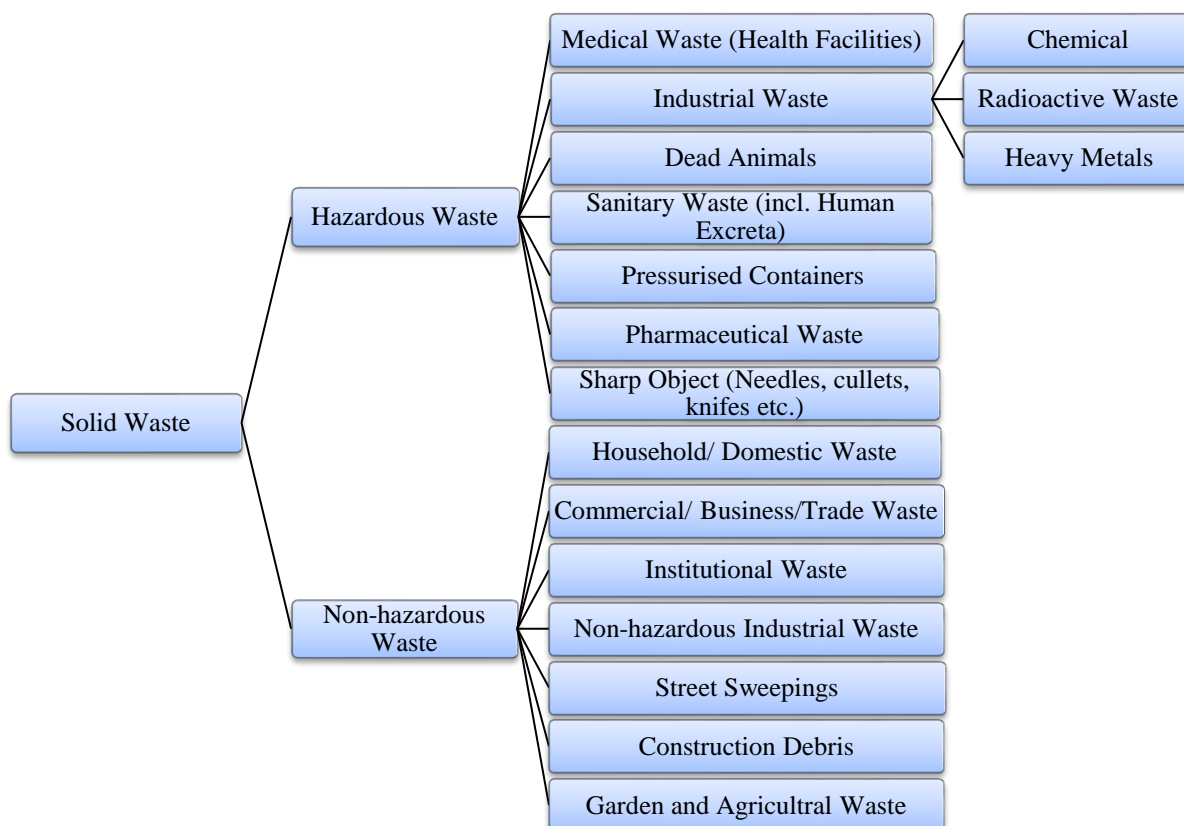 Medical Waste (Health Facilities)
Chemical
Industrial Waste
Radioactive Waste
Dead Animals
Heavy Metals
Hazardous Waste
Sanitary Waste (incl. Human
Excreta)
Pressurised Containers
Pharmaceutical Waste
Sharp Object (Needles, cullets,
knifes etc.)
Solid Waste
Household/ Domestic Waste
Commercial/ Business/Trade Waste
Institutional Waste
Non-hazardous
Waste
Non-hazardous Industrial Waste
Street Sweepings
Construction Debris
Garden and Agricultral Waste